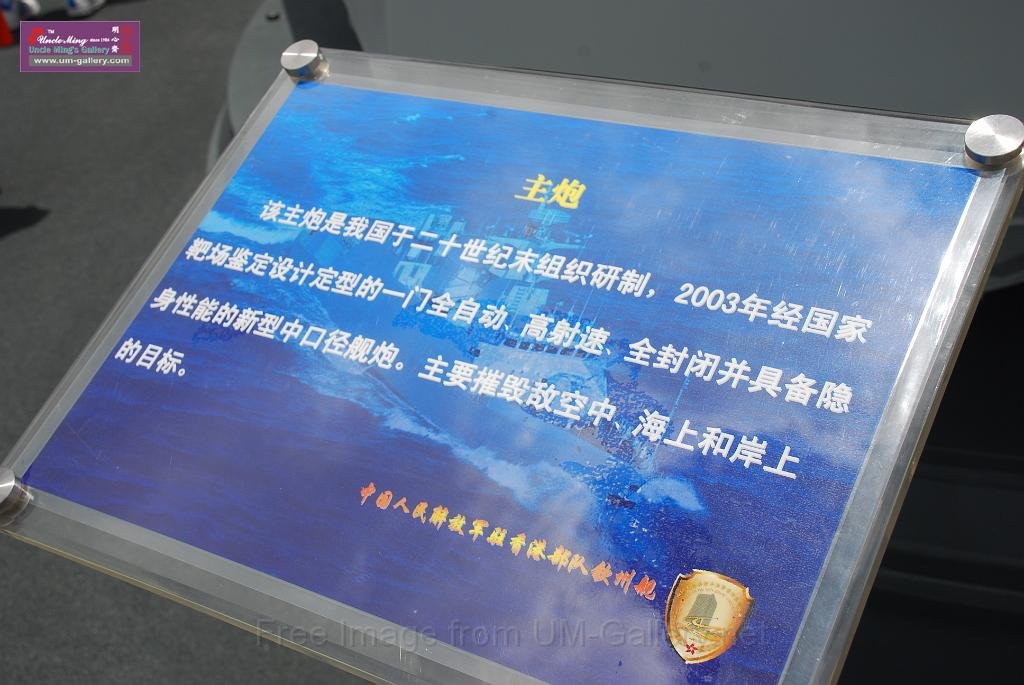 TM
Uncle Ming since 1984
明心齋
Uncle Ming's Gallery
www.um-gallery.com
主炮
该主炮是我国于二十世纪末组织研制，2003年经国家
靶场鉴定设计定型的一门全自动、高射速、全封闭并具备隐
身性能的新型中口径舰炮。主要摧毁敌空中、海上和岸上
的目标。
中国人民解放军驻香港部队钦州舰
Free Image from UM-Gallery.net